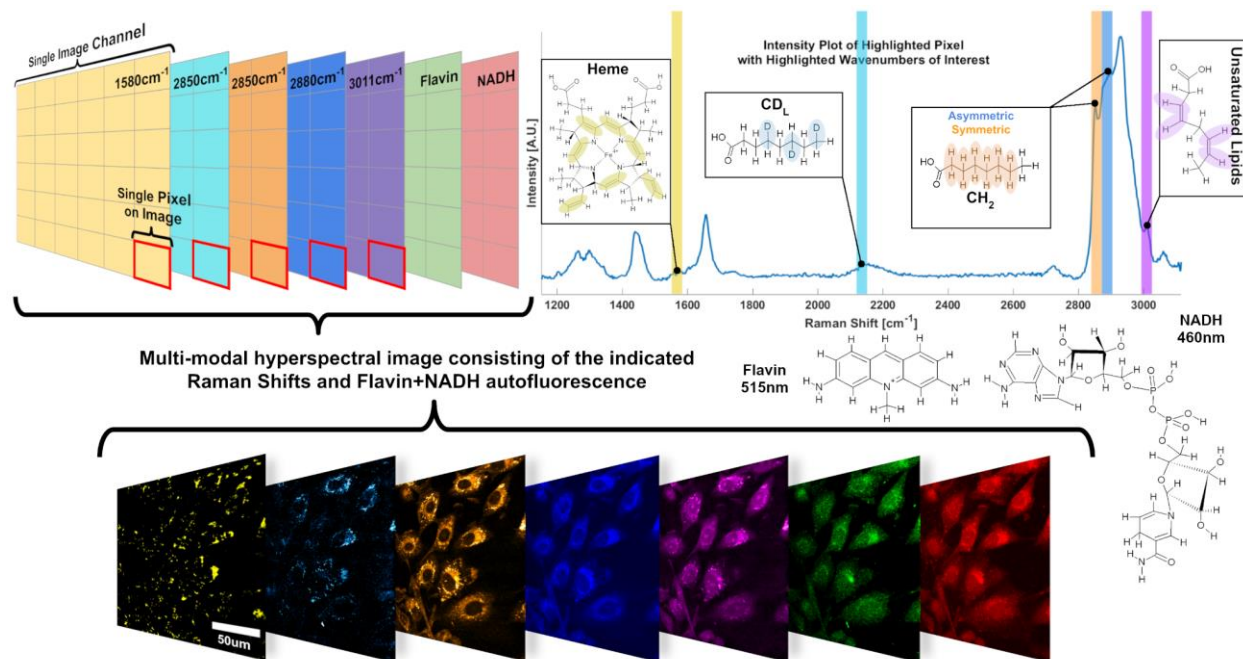 Single Image Channel
1580cm-1
2850cm-1
2850cm-1
2880cm-1
3011cm-1
Flavin
NADH
Single Pixel
on Image
Intensity Plot of Highlighted Pixel
with Highlighted Wavenumbers of Interest
Intensity [A.U.]
Heme
CDL
Asymmetric
Symmetric
CH2
Unsaturated Lipids
1200
1400
1600
1800
2000
2200
2400
2600
2800
3000
Raman Shift [cm-1]
Multi-modal hyperspectral image consisting of the indicated
Raman Shifts and Flavin+NADH autofluorescence
Flavin
515nm
NADH
460nm
50um